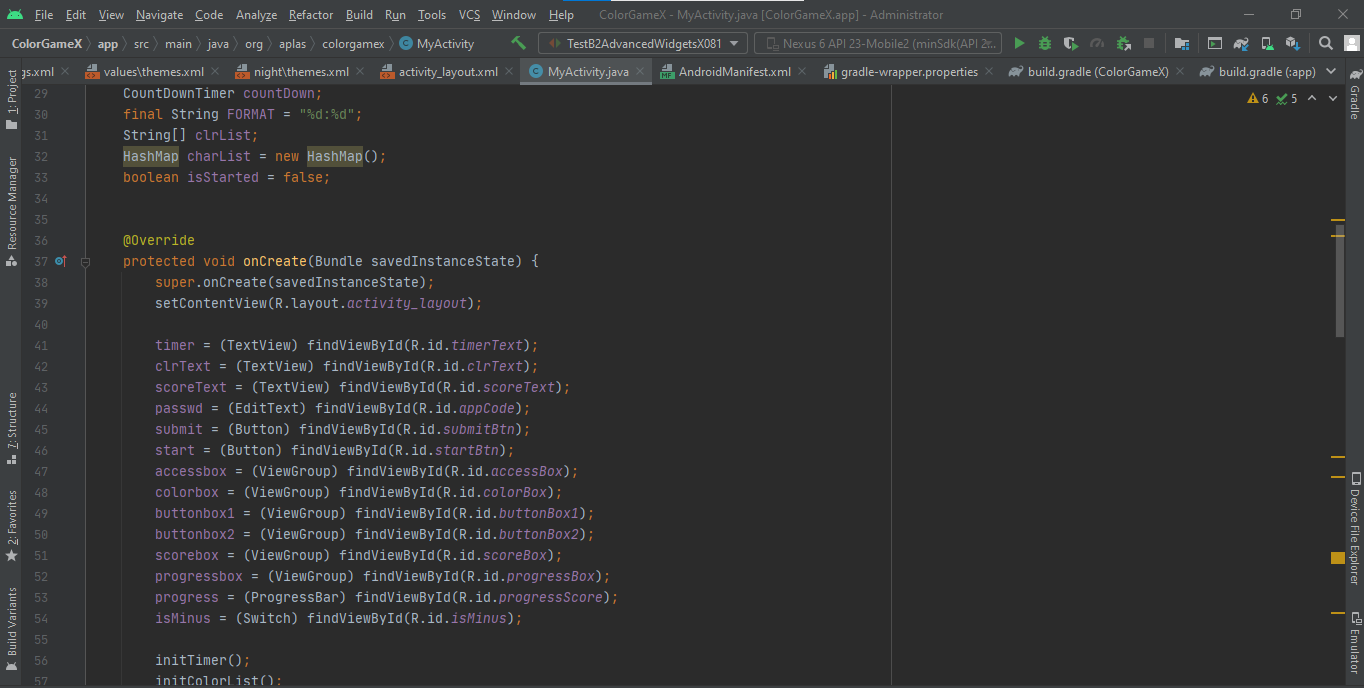 File Edit View Navigate Code Analyze Refactor Build Run Tools VCS Window Help ColorGameX - MyActivity.java [ColorGameX.app] - Administrator
ColorGameX app src main java org aplas colorgamex MyActivity TestB2AdvancedWidgetsX081 Nexus 6 API 23-Mobile2 (minSdk(API 2
gs.xml values\themes.xml night\themes.xml activity_layout.xml MyActivity.java AndroidManifest.xml gradle-wrapper.properties build.gradle (ColorGameX) build.gradle (:app)
29 CountDownTimer countDown;
30 final String FORMAT = "%d:%d";
31 String[] clrList;
32 HashMap charList = new HashMap();
33 boolean isStarted = false;
34
35
36 @Override
37 protected void onCreate(Bundle savedInstanceState) {
38 super.onCreate(savedInstanceState);
39 setContentView(R.layout.activity_layout);
40
41 timer = (TextView) findViewById(R.id.timerText);
42 clrText = (TextView) findViewById(R.id.clrText);
43 scoreText = (TextView) findViewById(R.id.scoreText);
44 passwd = (EditText) findViewById(R.id.appCode);
45 submit = (Button) findViewById(R.id.submitBtn);
46 start = (Button) findViewById(R.id.startBtn);
47 accessbox = (ViewGroup) findViewById(R.id.accessBox);
48 colorbox = (ViewGroup) findViewById(R.id.colorBox);
49 buttonbox1 = (ViewGroup) findViewById(R.id.buttonBox1);
50 buttonbox2 = (ViewGroup) findViewById(R.id.buttonBox2);
51 scorebox = (ViewGroup) findViewById(R.id.scoreBox);
52 progressbox = (ViewGroup) findViewById(R.id.progressBox);
53 progress = (ProgressBar) findViewById(R.id.progressScore);
54 isMinus = (Switch) findViewById(R.id.isMinus);
55
56 initTimer();
57 initColorList();
6 5
1: Project
Resource Manager
7: Structure
2: Favorites
Build Variants
Gradle
Device File Explorer
Emulator